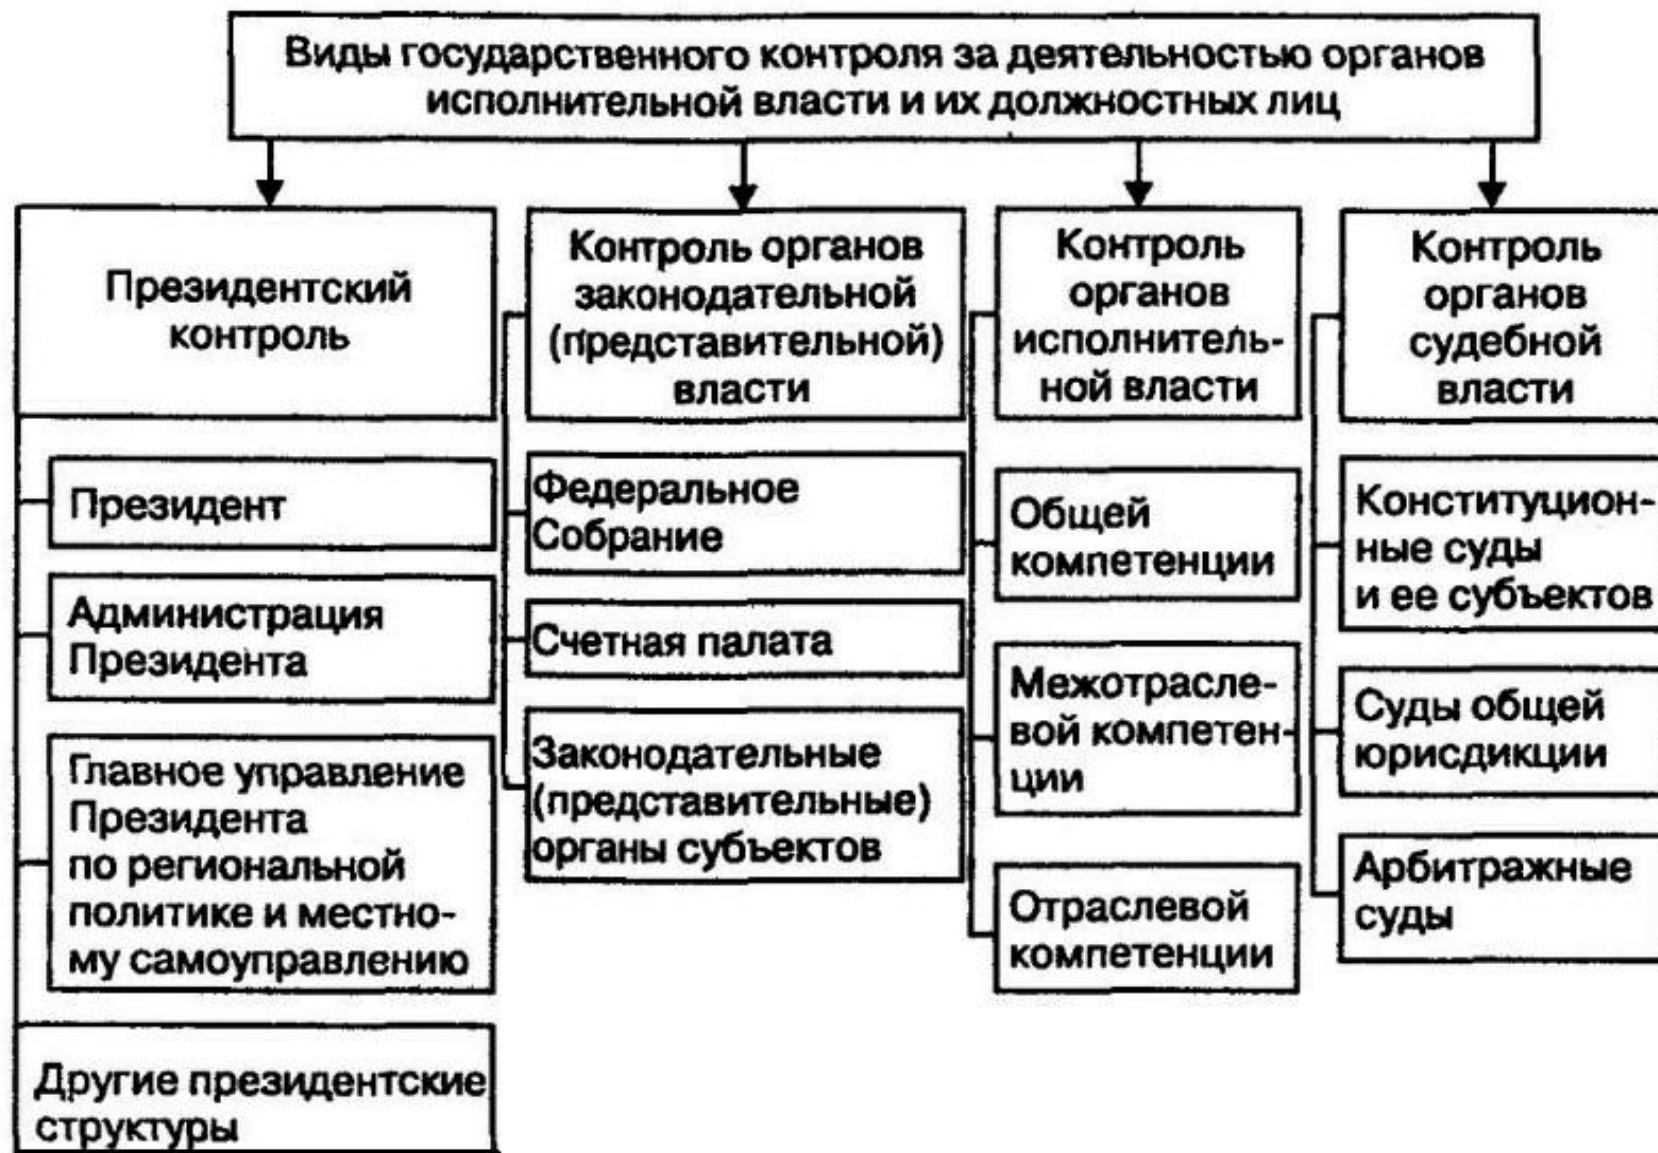 Виды государственного контроля за деятельностью органов
исполнительной власти и их должностных лиц
Президентский
контроль
Президент
Администрация
Президента
Главное управление
Президента
по региональной
политике и местно-
му самоуправлению
Другие президентские
структуры
Контроль органов
законодательной
(представительной)
власти
Федеральное
Собрание
Счетная палата
Законодательные
(представительные)
органы субъектов
Контроль
органов
исполнитель-
ной власти
Общей
компетенции
Межотрасле-
вой компетен-
ции
Отраслевой
компетенции
Контроль
органов
судебной
власти
Конституцион-
ные суды
и ее субъектов
Суды общей
юрисдикции
Арбитражные
суды